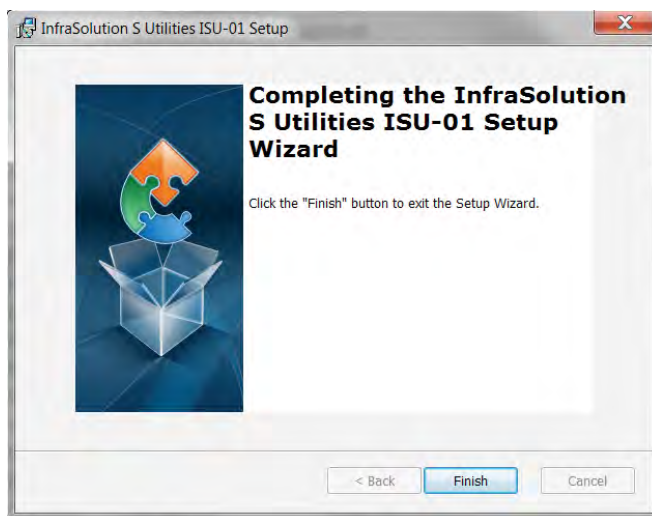 InfraSolution S Utilities ISU-01 Setup
Completing the InfraSolution
S Utilities ISU-01 Setup
Wizard
Click the "Finish" button to exit the Setup Wizard.
< Back Finish Cancel